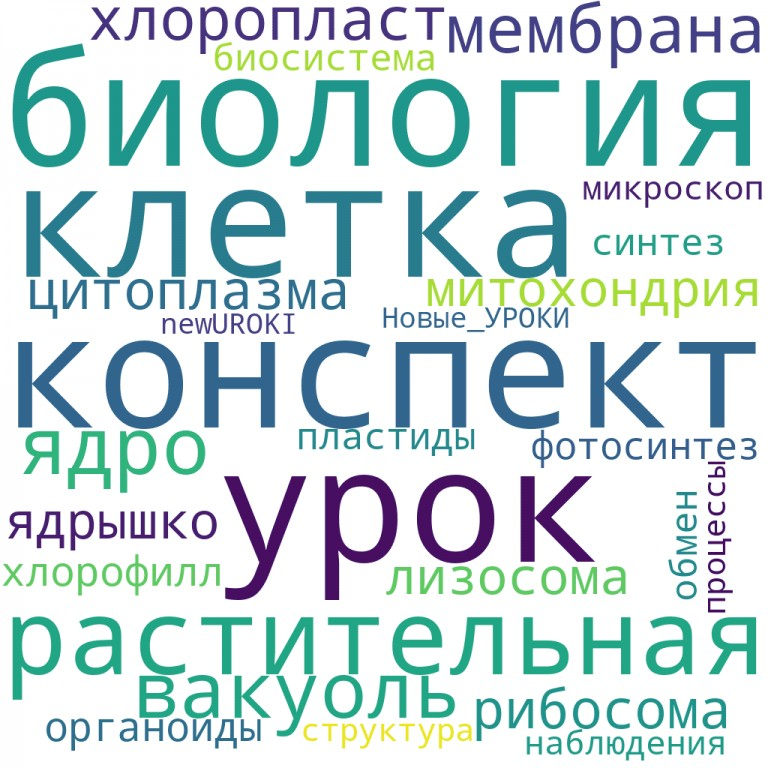 хлоропласт
мембрана
биосистема
биология
клетка
микроскоп
синтез
цитоплазма
митохондрия
newUROKI
Новые_УРОКИ
конспект
ядро
пластиды
фотосинтез
урок
ядрышко
обмен
процессы
хлорофилл
лизосома
растительная
вакуоль
рибосома
органоиды
структура
наблюдения